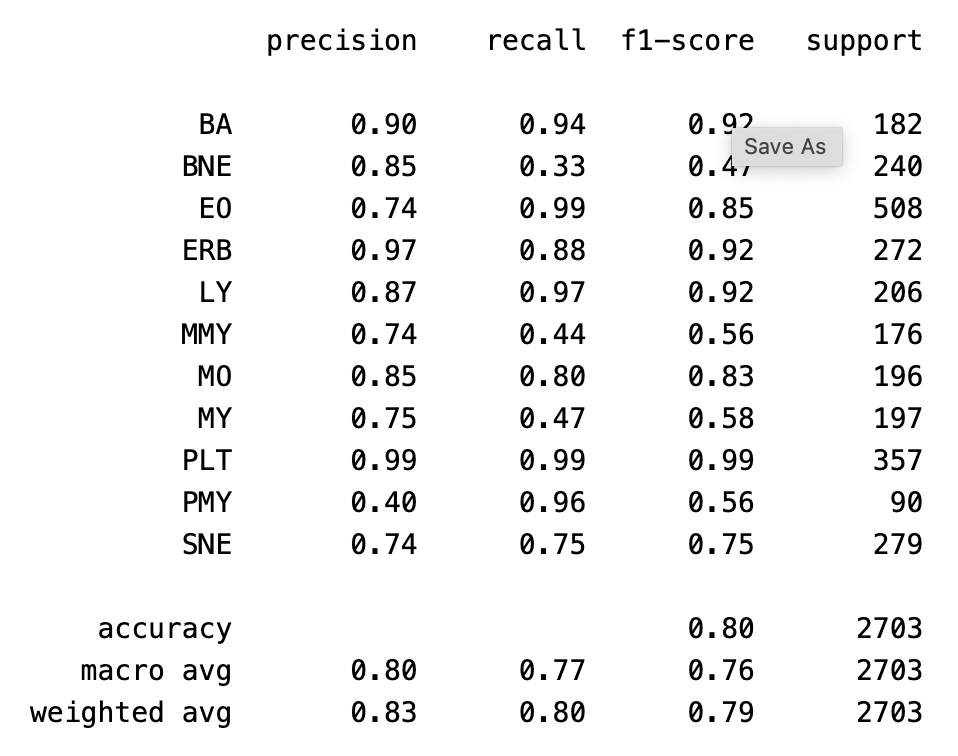 precision recall f1-score support
BA 0.90 0.94 0.92 182
Save As
BNE 0.85 0.33 0.47 240
EO 0.74 0.99 0.85 508
ERB 0.97 0.88 0.92 272
LY 0.87 0.97 0.92 206
MMY 0.74 0.44 0.56 176
MO 0.85 0.80 0.83 196
MY 0.75 0.47 0.58 197
PLT 0.99 0.99 0.99 357
PMY 0.40 0.96 0.56 90
SNE 0.74 0.75 0.75 279
accuracy 0.80 2703
macro avg 0.80 0.77 0.76 2703
weighted avg 0.83 0.80 0.79 2703